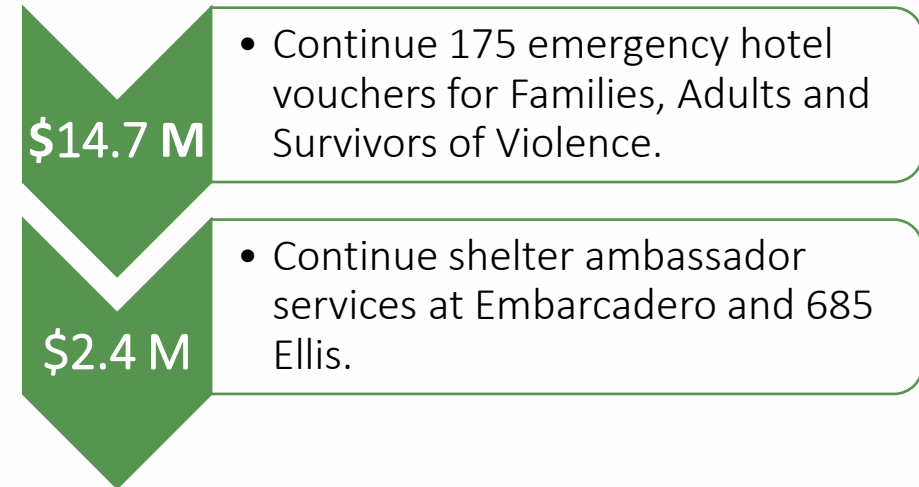 $14.7 M
• Continue 175 emergency hotel
vouchers for Families, Adults and
Survivors of Violence.
$2.4 M
• Continue shelter ambassador
services at Embarcadero and 685
Ellis.